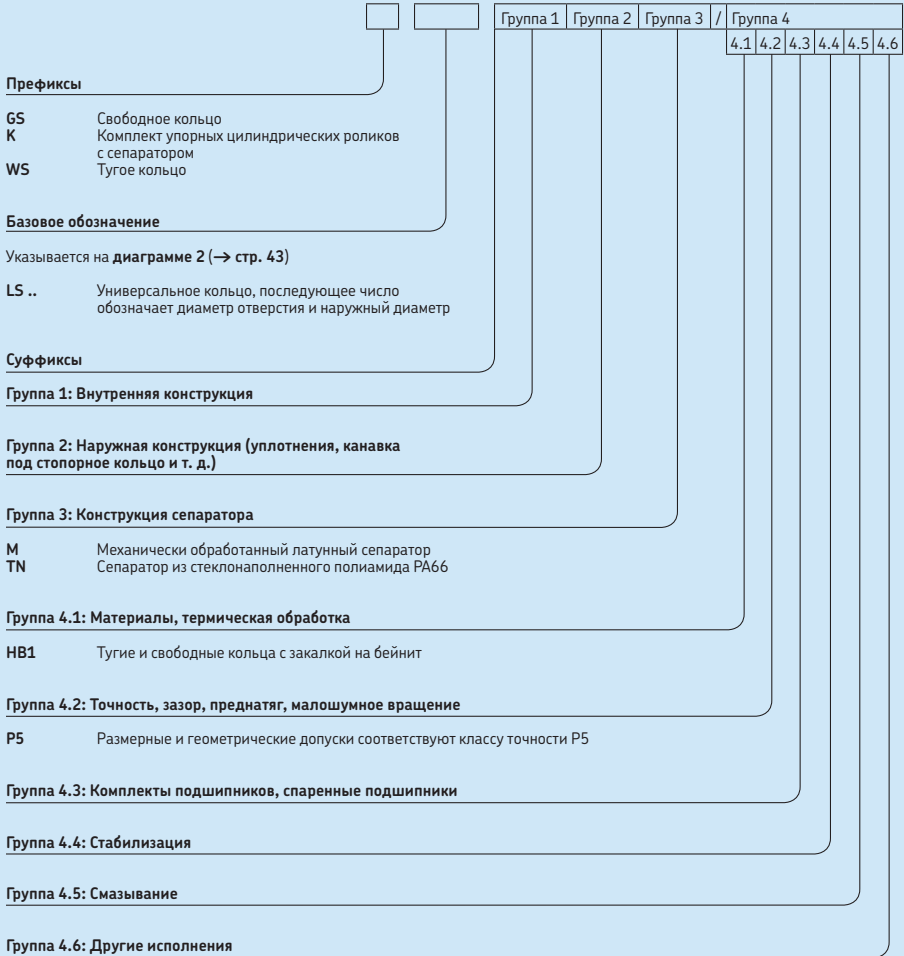 Группа 1 Группа 2 Группа 3 / Группа 4
4.1 4.2 4.3 4.4 4.5 4.6
Префиксы
GS Свободное кольцо
K Комплект упорных цилиндрических роликов
с сепаратором
WS Тугое кольцо
Базовое обозначение
Указывается на диаграмме 2 (→ стр. 43)
LS .. Универсальное кольцо, последующее число
обозначает диаметр отверстия и наружный диаметр
Суффиксы
Группа 1: Внутренняя конструкция
Группа 2: Наружная конструкция (уплотнения, канавка
под стопорное кольцо и т. д.)
Группа 3: Конструкция сепаратора
M Механически обработанный латунный сепаратор
TN Сепаратор из стеклонаполненного полиамида PA66
Группа 4.1: Материалы, термическая обработка
HB1 Тугие и свободные кольца с закалкой на бейнит
Группа 4.2: Точность, зазор, преднатяг, малошумное вращение
P5 Размерные и геометрические допуски соответствуют классу точности P5
Группа 4.3: Комплекты подшипников, спаренные подшипники
Группа 4.4: Стабилизация
Группа 4.5: Смазывание
Группа 4.6: Другие исполнения